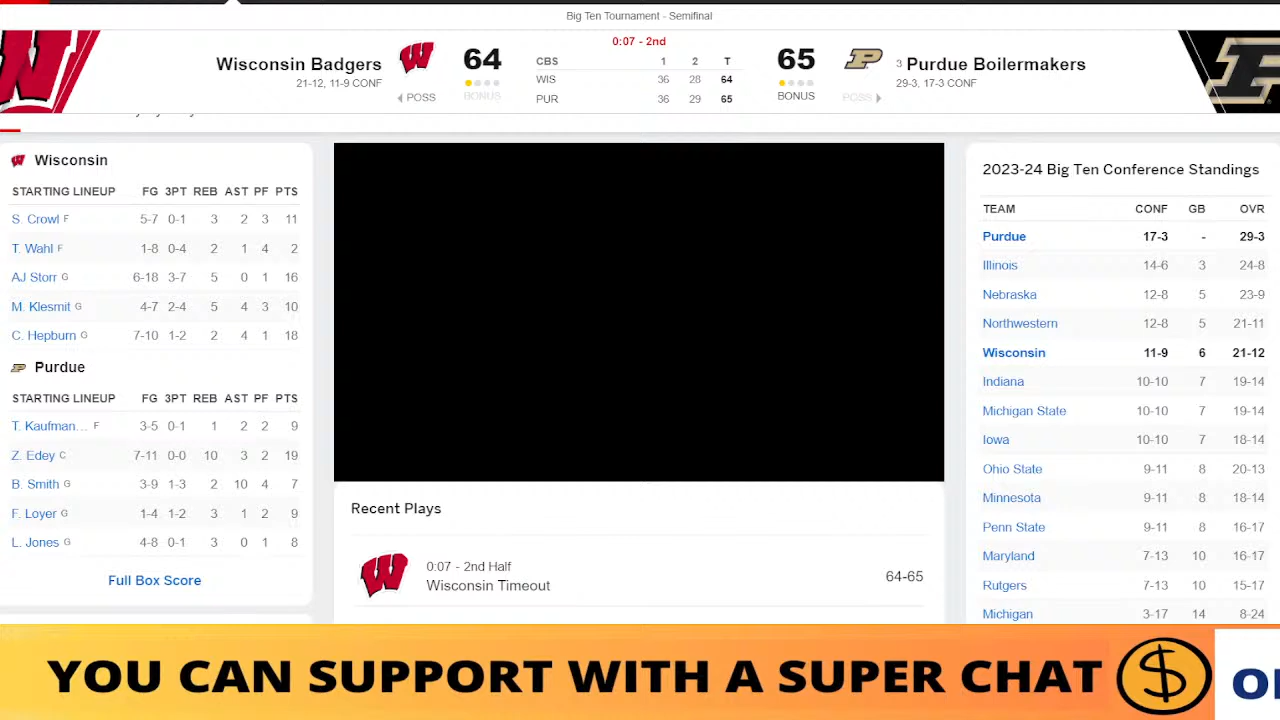 Big Ten Tournament - Semifinal
Wisconsin Badgers
21-12, 11-9 CONF
POSS
64
BONUS
0:07 - 2nd
CBS 1 2 T
WIS 36 28 64
PUR 36 29 65
65
BONUS
POSS
3 Purdue Boilermakers
29-3, 17-3 CONF
Wisconsin
STARTING LINEUP FG 3PT REB AST PF PTS
S. Crowl F 5-7 0-1 3 2 3 11
T. Wahl F 1-8 0-4 2 1 4 2
AJ Storr G 6-18 3-7 5 0 1 16
M. Klesmit G 4-7 2-4 5 4 3 10
C. Hepburn G 7-10 1-2 2 4 1 18
Purdue
STARTING LINEUP FG 3PT REB AST PF PTS
T. Kaufman... F 3-5 0-1 1 2 2 9
Z. Edey C 7-11 0-0 10 3 2 19
B. Smith G 3-9 1-3 2 10 4 7
F. Loyer G 1-4 1-2 3 1 2 9
L. Jones G 4-8 0-1 3 0 1 8
Full Box Score
Recent Plays
0:07 - 2nd Half
Wisconsin Timeout
64-65
2023-24 Big Ten Conference Standings
TEAM CONF GB OVR
Purdue 17-3 - 29-3
Illinois 14-6 3 24-8
Nebraska 12-8 5 23-9
Northwestern 12-8 5 21-11
Wisconsin 11-9 6 21-12
Indiana 10-10 7 19-14
Michigan State 10-10 7 19-14
Iowa 10-10 7 18-14
Ohio State 9-11 8 20-13
Minnesota 9-11 8 18-14
Penn State 9-11 8 16-17
Maryland 7-13 10 16-17
Rutgers 7-13 10 15-17
Michigan 3-17 14 8-24
YOU CAN SUPPORT WITH A SUPER CHAT $